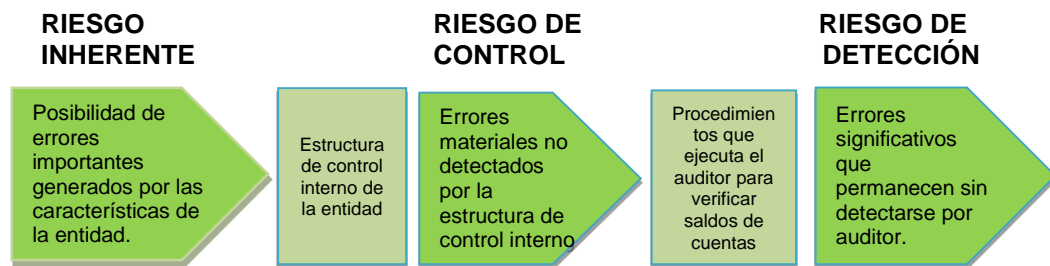 RIESGO
INHERENTE
RIESGO DE
CONTROL
RIESGO DE
DETECCIÓN
Posibilidad de
errores
importantes
generados por las
características de
la entidad.
Estructura
de control
interno de
la entidad
Errores
materiales no
detectados
por la
estructura de
control interno
Procedimien
tos que
ejecuta el
auditor para
verificar
saldos de
cuentas
Errores
significativos
que
permanecen sin
detectarse por
auditor.